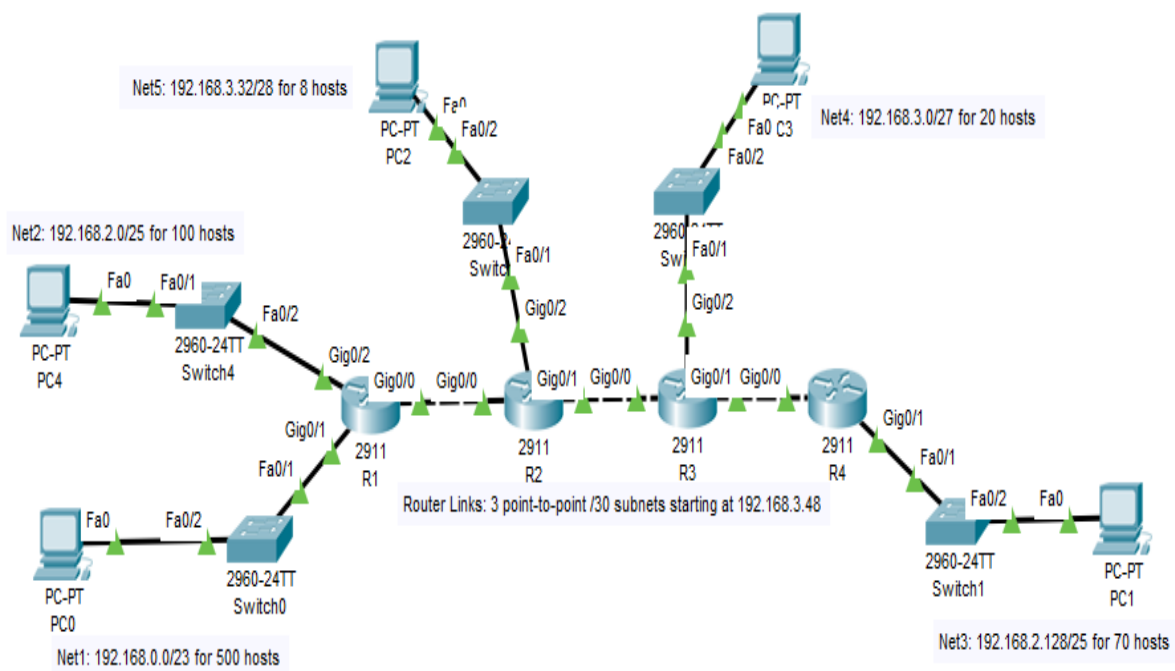 Net5: 192.168.3.32/28 for 8 hosts
Fa0
Fa0/2
PC-PT
PC2
PC-PT
C3
Net4: 192.168.3.0/27 for 20 hosts
Fa0
Fa0/2
Net2: 192.168.2.0/25 for 100 hosts
2960-24
Switc
Fa0/1
Gig0/2
2960-24TT
Fa0/1
Gig0/2
Fa0
Fa0/1
PC-PT
PC4
2960-24TT
Switch4
Fa0/2
Gig0/2
Gig0/0
Gig0/0
Gig0/1
Gig0/0
Gig0/1
Gig0/0
Gig0/1
Fa0/1
2911
R1
2911
R2
2911
R3
2911
R4
Gig0/1
Fa0/1
Router Links: 3 point-to-point /30 subnets starting at 192.168.3.48
Fa0
Fa0/2
PC-PT
PC0
2960-24TT
Switch0
Fa0/2
Fa0
2960-24TT
Switch1
PC-PT
PC1
Net1: 192.168.0.0/23 for 500 hosts
Net3: 192.168.2.128/25 for 70 hosts